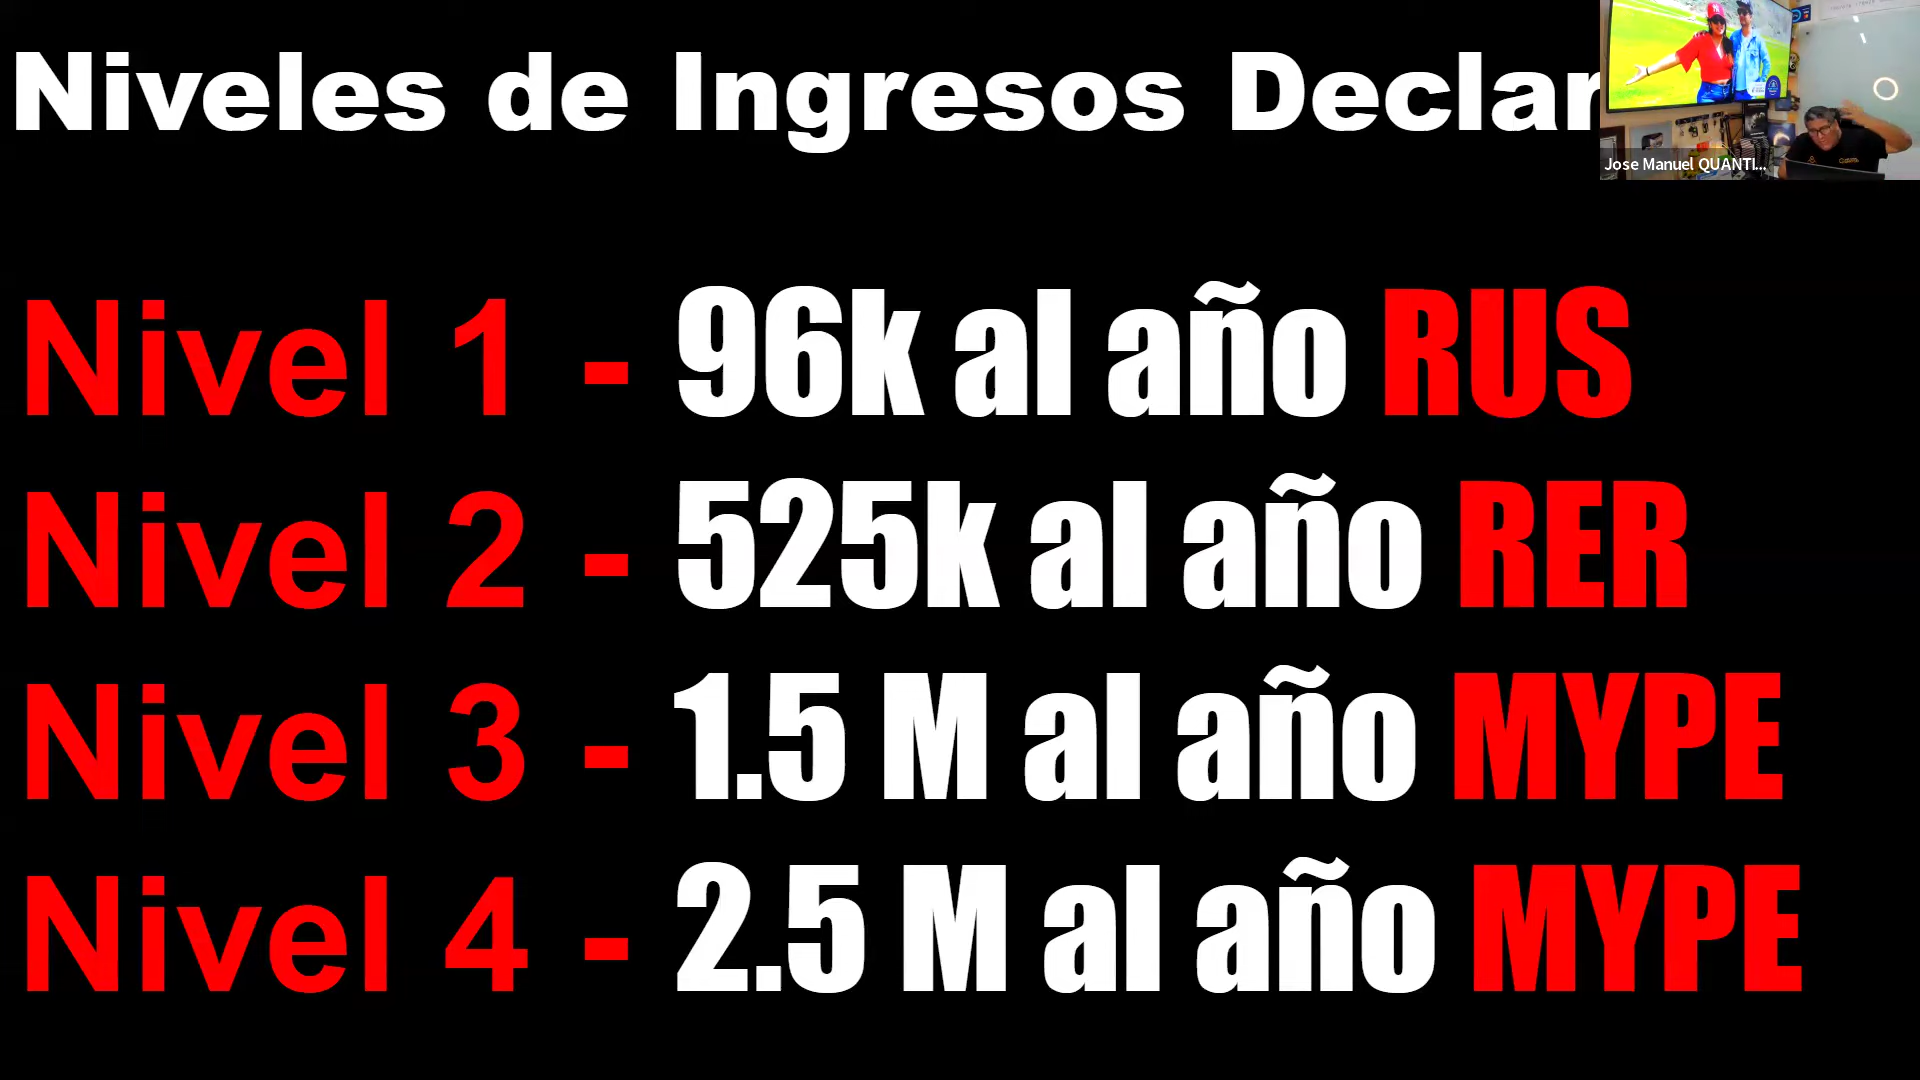 Niveles de Ingresos Declar
Jose Manuel QUANTI...
Nivel 1 - 96k al año RUS
Nivel 2 - 525k al año RER
Nivel 3 - 1.5 M al año MYPE
Nivel 4 - 2.5 M al año MYPE